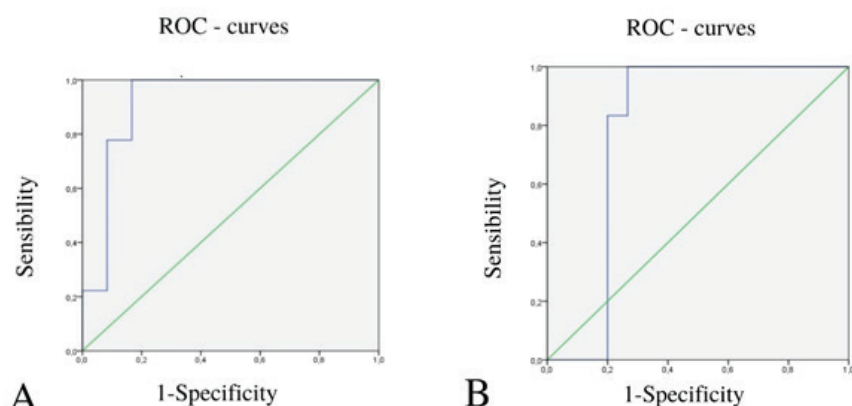 ROC - curves
1,0
0,8
0,6
0,4
0,2
0,0
0,0 0,2 0,4 0,6 0,8 1,0
Sensibility
1-Specificity
A
ROC - curves
1,0
0,8
0,6
0,4
0,2
0,0
0,0 0,2 0,4 0,6 0,8 1,0
Sensibility
1-Specificity
B